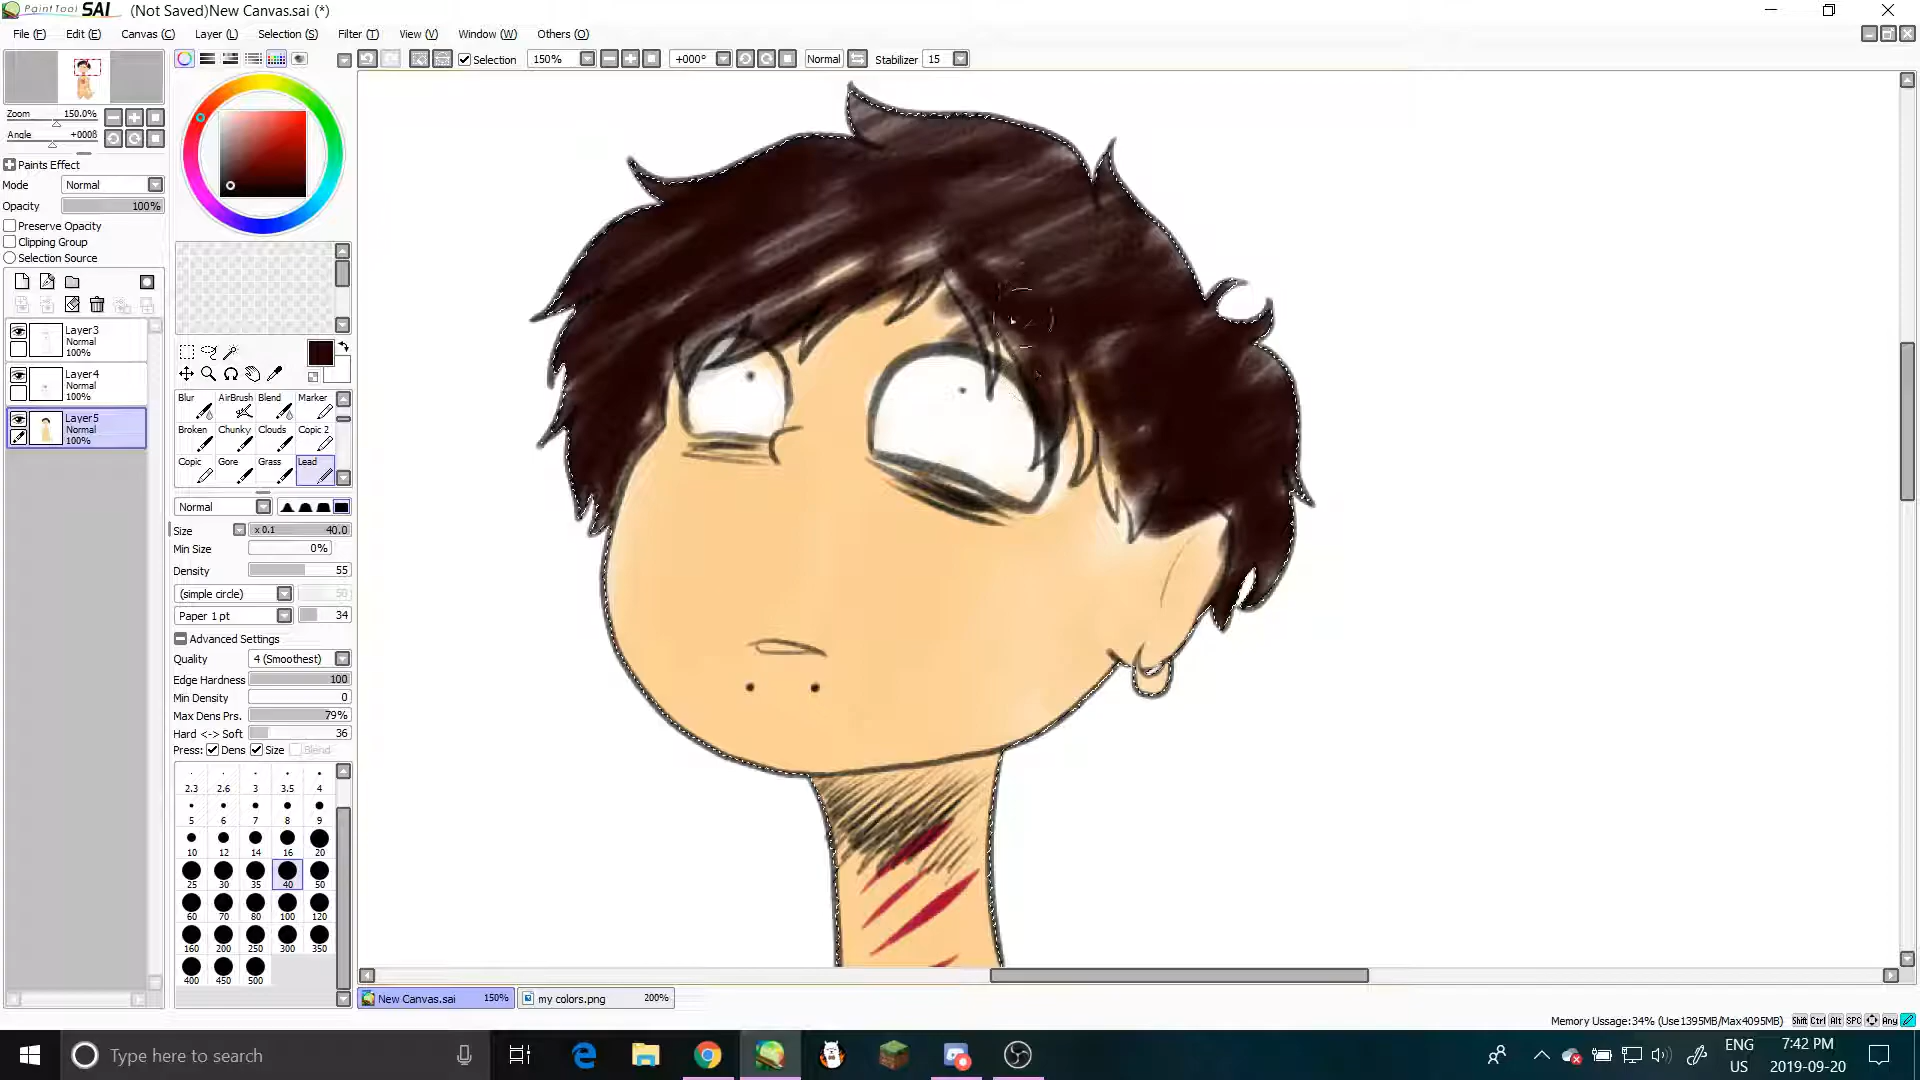 PaintTool SAI (Not Saved)New Canvas.sai (*)
File (F) Edit (E) Canvas (C) Layer (L) Selection (S) Filter (T) View (V) Window (W) Others (O)
Selection 150% +000° Normal Stabilizer 15
Zoom 150.0%
Angle +0008
Paints Effect
Mode Normal
Opacity 100%
Preserve Opacity
Clipping Group
Selection Source
Layer3
Normal
100%
Layer4
Normal
100%
Layer5
Normal
100%
Blur AirBrush Blend Marker
Broken Chunky Clouds Copic 2
Copic Gore Grass Lead
Normal
Size x 0.1 40.0
Min Size 0%
Density 55
(simple circle) 50
Paper 1 pt 34
Advanced Settings
Quality 4 (Smoothest)
Edge Hardness 100
Min Density 0
Max Dens Prs. 79%
Hard <-> Soft 36
Press: Dens Size Blend
2.3 2.6 3 3.5 4
5 6 7 8 9
10 12 14 16 20
25 30 35 40 50
60 70 80 100 120
160 200 250 300 350
400 450 500
New Canvas.sai 150% my colors.png 200%
Memory Ussage:34% (Use1395MB/Max4095MB) Shift Ctrl Alt SPC Any
Type here to search
ENG
US
7:42 PM
2019-09-20